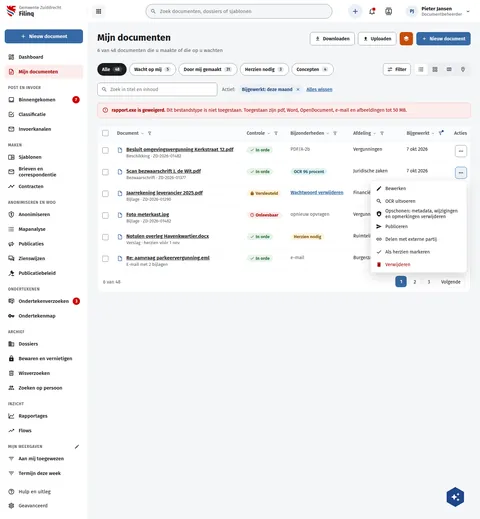 Gemeente Zuiddrecht
Filinq
Zoek documenten, dossiers of sjablonen
Pieter Jansen
Documentbeheerder
PJ
+ Nieuw document
Dashboard
Mijn documenten
POST EN INVOER
Binnengekomen
Classificatie
Invoerkanalen
MAKEN
Sjablonen
Brieven en correspondentie
Contracten
ANONIMISEREN EN WOO
Anonimiseren
Mapanalyse
Publicaties
Zienswijzen
Publicatiebeleid
ONDERTEKENEN
Ondertekenverzoeken
Ondertekenmap
ARCHIEF
Dossiers
Bewaren en vernietigen
Wisverzoeken
Zoeken op persoon
INZICHT
Rapportages
Flows
MIJN WEERGAVEN
Aan mij toegewezen
Termijn deze week
Hulp en uitleg
Geavanceerd
Mijn documenten
6 van 48 documenten die u maakte of die op u wachten
Downloaden
Uploaden
+ Nieuw document
Alle 48
Wacht op mij
Door mij gemaakt
Herzien nodig
Concepten
Filter
Zoek in titel en inhoud
Actief:
Bijgewerkt: deze maand ×
Alles wissen
rapport.exe is geweigerd. Dit bestandstype is niet toegestaan. Toegestaan zijn pdf, Word, OpenDocument, e-mail en afbeeldingen tot 50 MB.
Document
Controle
Bijzonderheden
Afdeling
Bijgewerkt
Acties
Besluit omgevingsvergunning Kerkstraat 12.pdf
Beschikking · ZD-2026-01482
In orde
PDF/A-2b
Vergunningen
7 okt 2026
Scan bezwaarschrift J. de Wit.pdf
Bezwaarschrift · ZD-2026-01377
In orde
OCR 96 procent
Juridische zaken
7 okt 2026
Jaarrekening leverancier 2025.pdf
Bijlage · ZD-2026-01290
Versleuteld
Wachtwoord verwijderen
Foto meterkast.jpg
Onleesbaar
opnieuw opvragen
Vergunningen
Notulen overleg Havenkwartier.docx
Verslag · herzien vóór 1 nov
In orde
Herzien nodig
Re: aanvraag parkeervergunning.eml
E-mail met 2 bijlagen
In orde
e-mail
Bewerken
OCR uitvoeren
Opschonen: metadata, wijzigingen en opmerkingen verwijderen
Publiceren
Delen met externe partij
Als herzien markeren
Verwijderen
6 van 48
1
2
3
Volgende